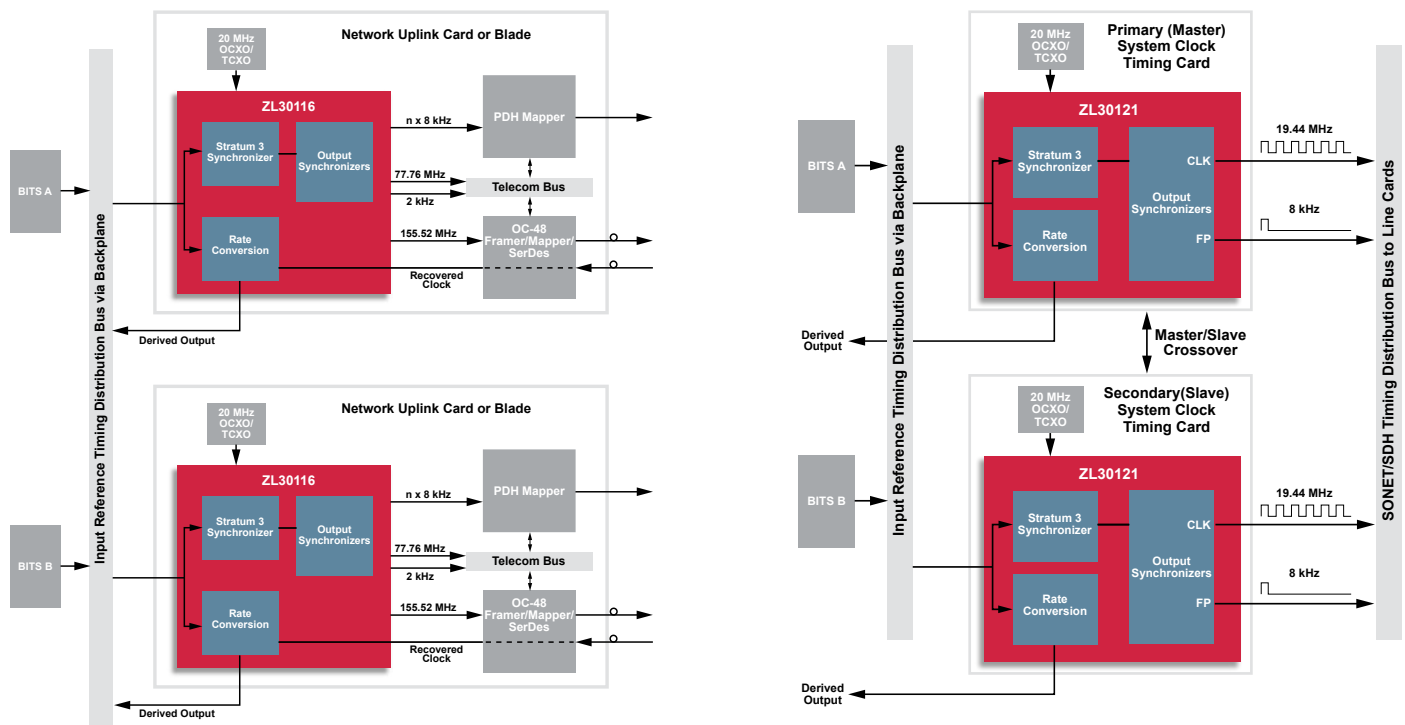 20 MHz
OCXO/
TCXO
Network Uplink Card or Blade
ZL30116
Stratum 3
Synchronizer
Output
Synchronizers
Rate
Conversion
n x 8 kHz
77.76 MHz
2 kHz
155.52 MHz
Recovered
Clock
PDH Mapper
Telecom Bus
OC-48
Framer/Mapper/
SerDes
BITS A
Input Reference Timing Distribution Bus via Backplane
Derived Output
20 MHz
OCXO/
TCXO
Network Uplink Card or Blade
ZL30116
Stratum 3
Synchronizer
Output
Synchronizers
Rate
Conversion
n x 8 kHz
77.76 MHz
2 kHz
155.52 MHz
Recovered
Clock
PDH Mapper
Telecom Bus
OC-48
Framer/Mapper/
SerDes
BITS B
Derived Output
20 MHz
OCXO/
TCXO
Primary (Master)
System Clock
Timing Card
ZL30121
Stratum 3
Synchronizer
Rate
Conversion
CLK
Output
Synchronizers
FP
19.44 MHz
8 kHz
BITS A
Input Reference Timing Distribution Bus via Backplane
SONET/SDH Timing Distribution Bus to Line Cards
Derived
Output
Master/Slave
Crossover
20 MHz
OCXO/
TCXO
Secondary(Slave)
System Clock
Timing Card
ZL30121
Stratum 3
Synchronizer
Rate
Conversion
CLK
Output
Synchronizers
FP
19.44 MHz
8 kHz
BITS B
Derived
Output